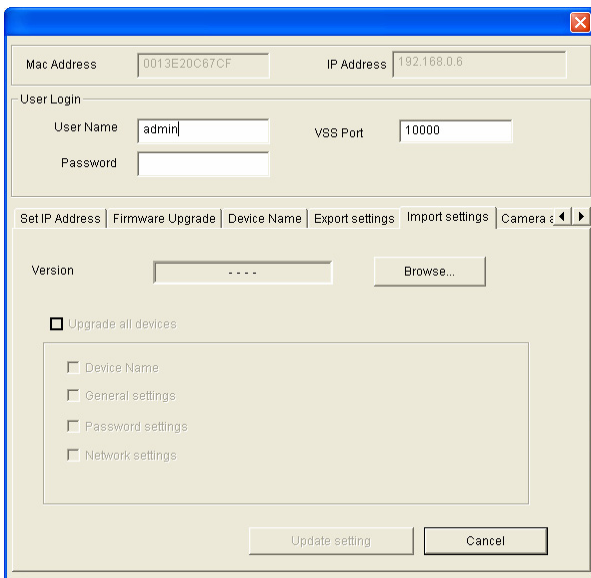 Mac Address 0013E20C67CF IP Address 192.168.0.6
User Login
User Name admin VSS Port 10000
Password
Set IP Address Firmware Upgrade Device Name Export settings Import settings Camera a
Version ---- Browse...
Upgrade all devices
Device Name
General settings
Password settings
Network settings
Update setting Cancel